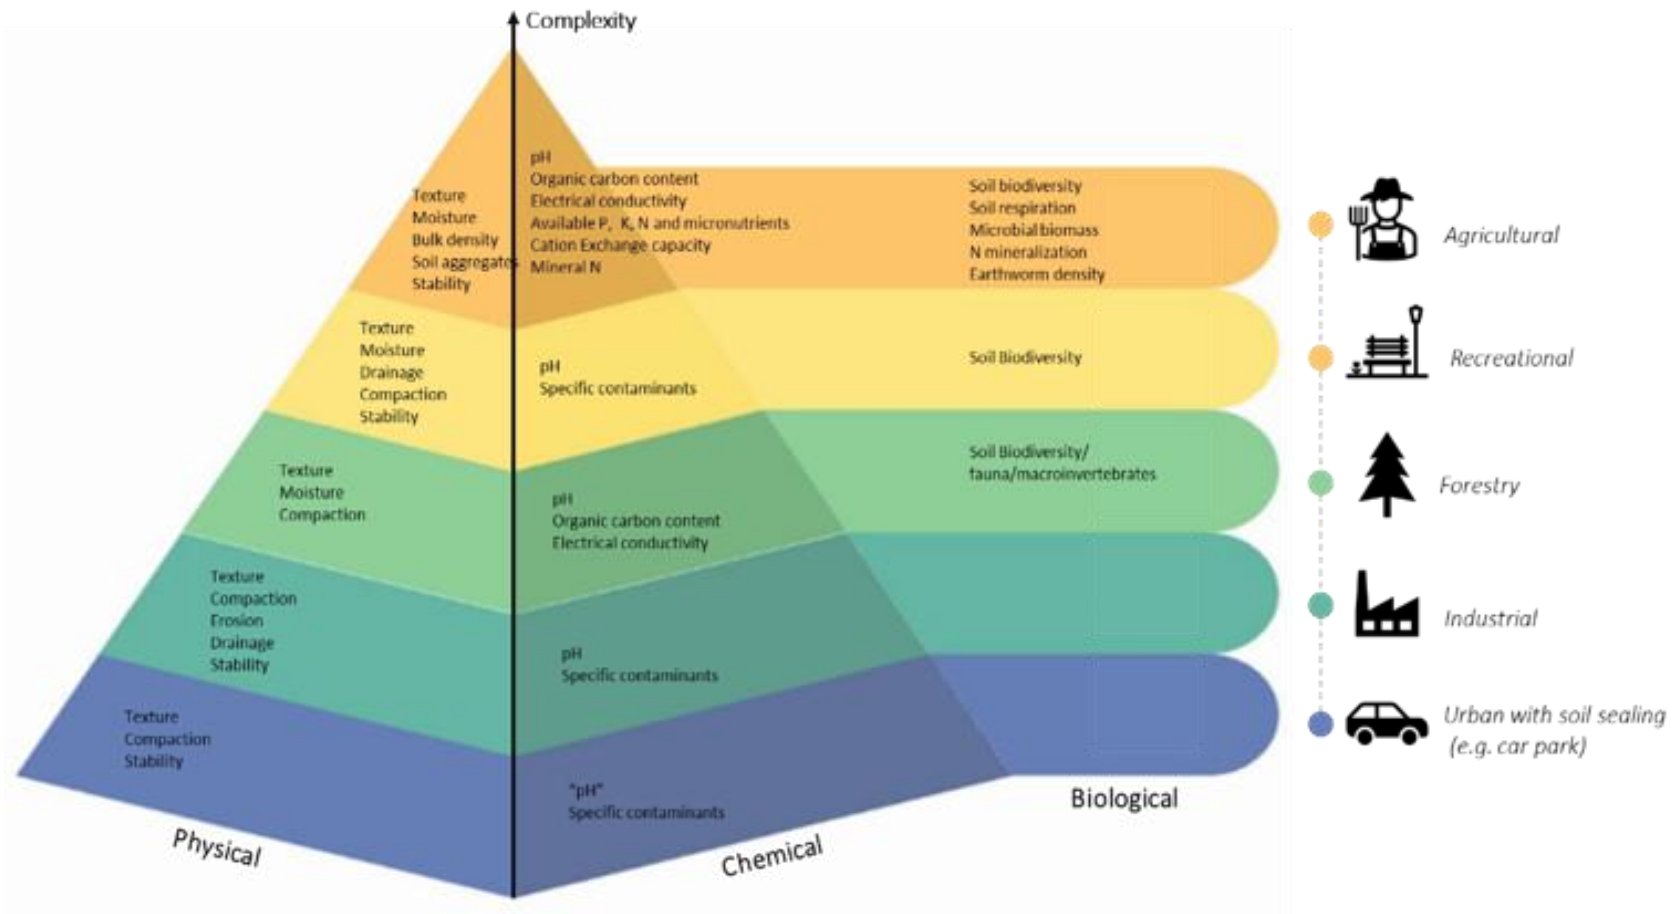 Complexity
Texture
Moisture
Bulk density
Soil aggregates
Stability
pH
Organic carbon content
Electrical conductivity
Available P, K, N and micronutrients
Cation Exchange capacity
Mineral N
Soil biodiversity
Soil respiration
Microbial biomass
N mineralization
Earthworm density
Agricultural
Texture
Moisture
Drainage
Compaction
Stability
pH
Specific contaminants
Soil Biodiversity
Recreational
Texture
Moisture
Compaction
pH
Organic carbon content
Electrical conductivity
Soil Biodiversity/
fauna/macroinvertebrates
Forestry
Texture
Compaction
Erosion
Drainage
Stability
pH
Specific contaminants
Industrial
Texture
Compaction
Stability
"pH"
Specific contaminants
Urban with soil sealing
(e.g. car park)
Physical
Chemical
Biological